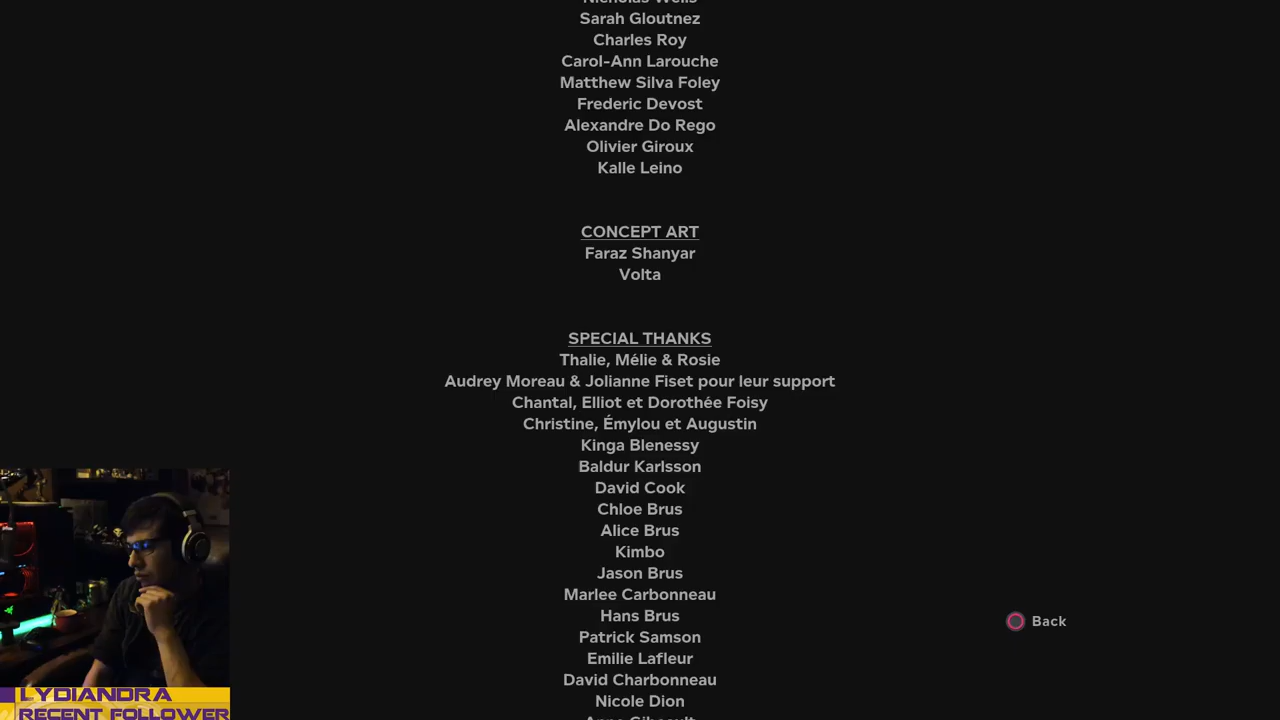 Nicholas Wells
Sarah Gloutnez
Charles Roy
Carol-Ann Larouche
Matthew Silva Foley
Frederic Devost
Alexandre Do Rego
Olivier Giroux
Kalle Leino
CONCEPT ART
Faraz Shanyar
Volta
SPECIAL THANKS
Thalie, Mélie & Rosie
Audrey Moreau & Jolianne Fiset pour leur support
Chantal, Elliot et Dorothée Foisy
Christine, Émylou et Augustin
Kinga Blenessy
Baldur Karlsson
David Cook
Chloe Brus
Alice Brus
Kimbo
Jason Brus
Marlee Carbonneau
Hans Brus
Patrick Samson
Emilie Lafleur
David Charbonneau
Nicole Dion
Back
LYDIANDRA
RECENT FOLLOWER